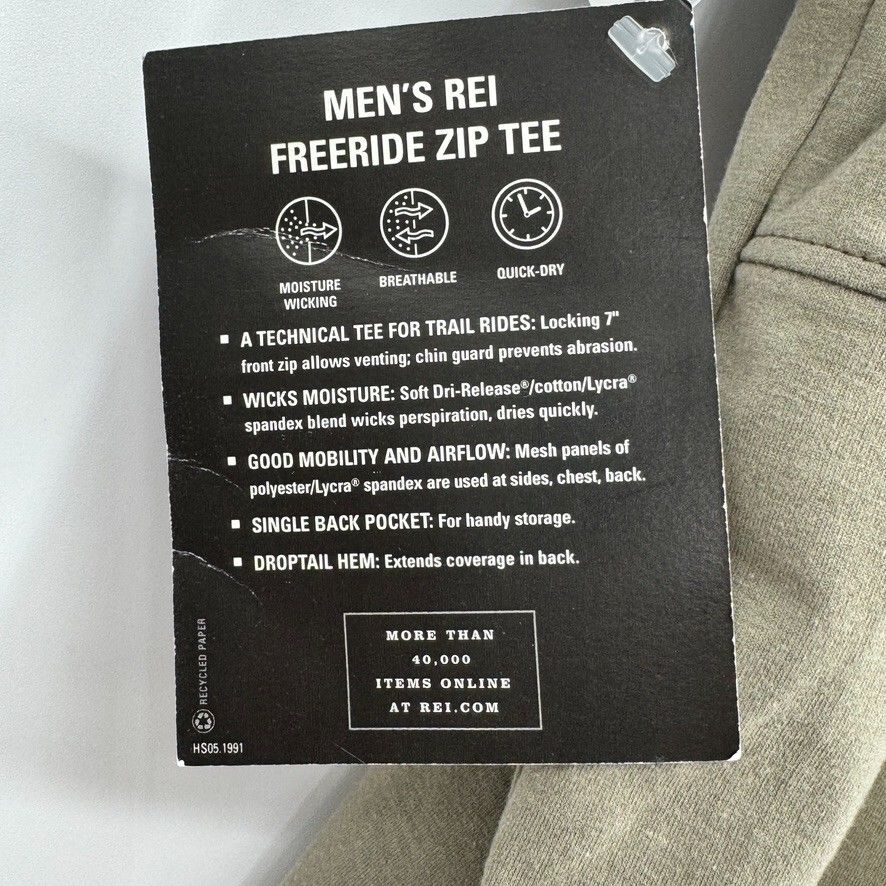 MEN'S REI
FREERIDE ZIP TEE
MOISTURE
WICKING
BREATHABLE
QUICK-DRY
▪ A TECHNICAL TEE FOR TRAIL RIDES: Locking 7"
front zip allows venting; chin guard prevents abrasion.
▪ WICKS MOISTURE: Soft Dri-Release®/cotton/Lycra®
spandex blend wicks perspiration, dries quickly.
▪ GOOD MOBILITY AND AIRFLOW: Mesh panels of
polyester/Lycra® spandex are used at sides, chest, back.
▪ SINGLE BACK POCKET: For handy storage.
▪ DROPTAIL HEM: Extends coverage in back.
MORE THAN
40,000
ITEMS ONLINE
AT REI.COM
RECYCLED PAPER
HS05.1991